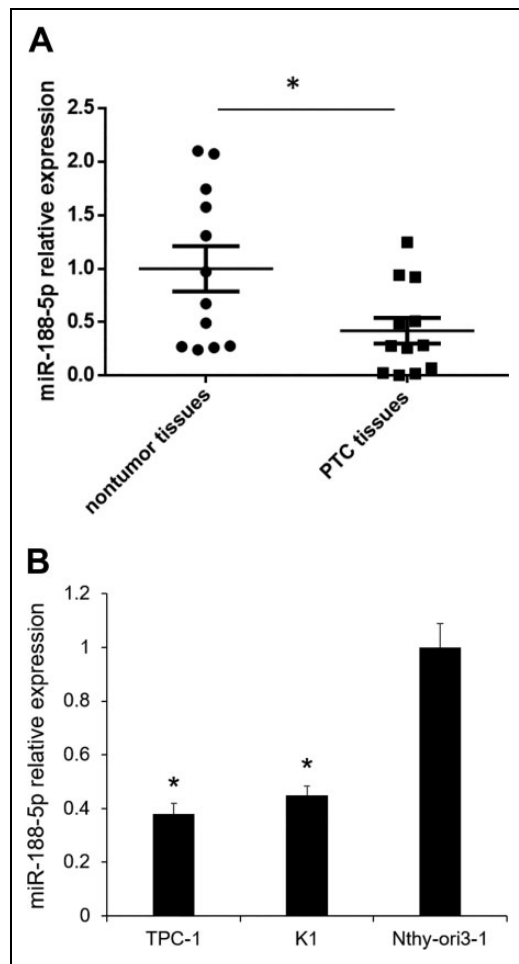 A
miR-188-5p relative expression
*
2.5
2.0
1.5
1.0
0.5
0.0
nontumor tissues
PTC tissues
B
miR-188-5p relative expression
1.2
1
0.8
0.6
0.4
0.2
0
*
*
TPC-1 K1 Nthy-ori3-1